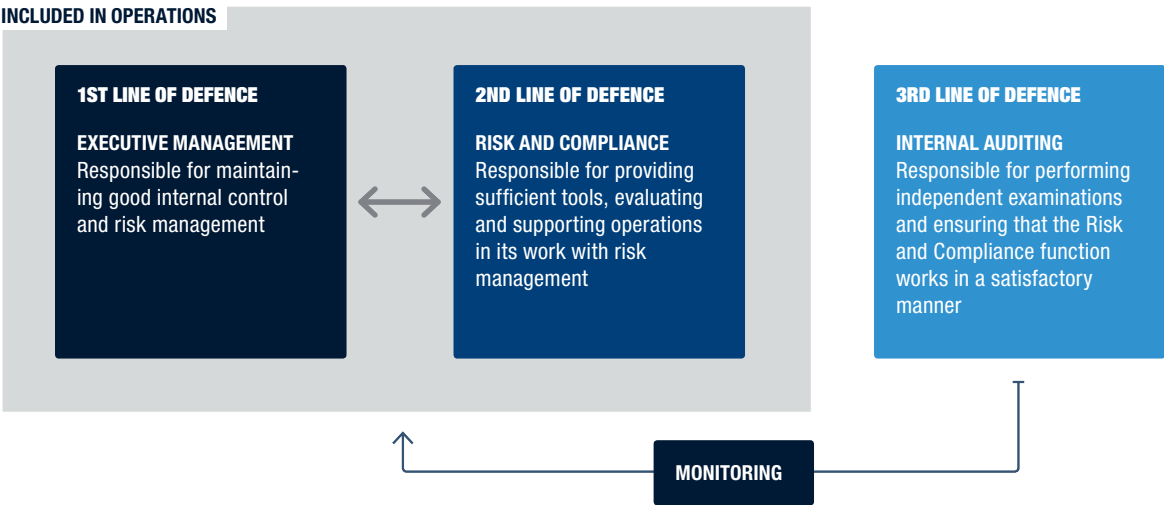 INCLUDED IN OPERATIONS
1ST LINE OF DEFENCE
EXECUTIVE MANAGEMENT
Responsible for maintain-
ing good internal control
and risk management
2ND LINE OF DEFENCE
RISK AND COMPLIANCE
Responsible for providing
sufficient tools, evaluating
and supporting operations
in its work with risk
management
3RD LINE OF DEFENCE
INTERNAL AUDITING
Responsible for performing
independent examinations
and ensuring that the Risk
and Compliance function
works in a satisfactory
manner
MONITORING